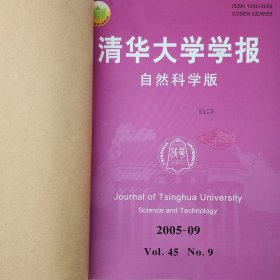 ISSN 1000-0054
CODEN QDXKE8
清华大学学报
自然科学版
Journal of Tsinghua University
Science and Technology
2005-09
Vol. 45 No. 9